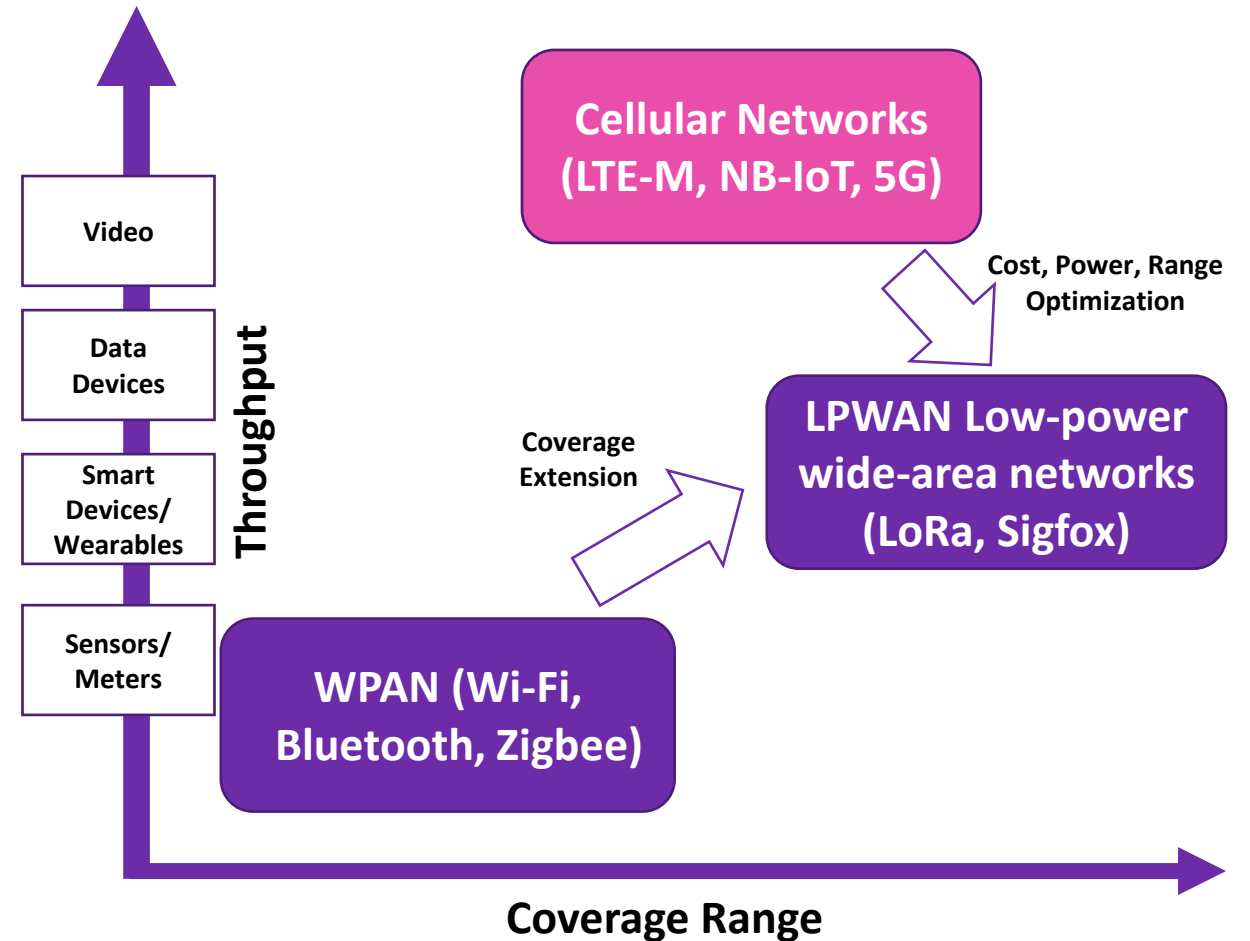 Cellular Networks
(LTE-M, NB-IoT, 5G)
Video
Cost, Power, Range
Optimization
Data
Devices
Throughput
LPWAN Low-power
wide-area networks
(LoRa, Sigfox)
Coverage
Extension
Smart
Devices/
Wearables
Sensors/
Meters
WPAN (Wi-Fi,
Bluetooth, Zigbee)
Coverage Range